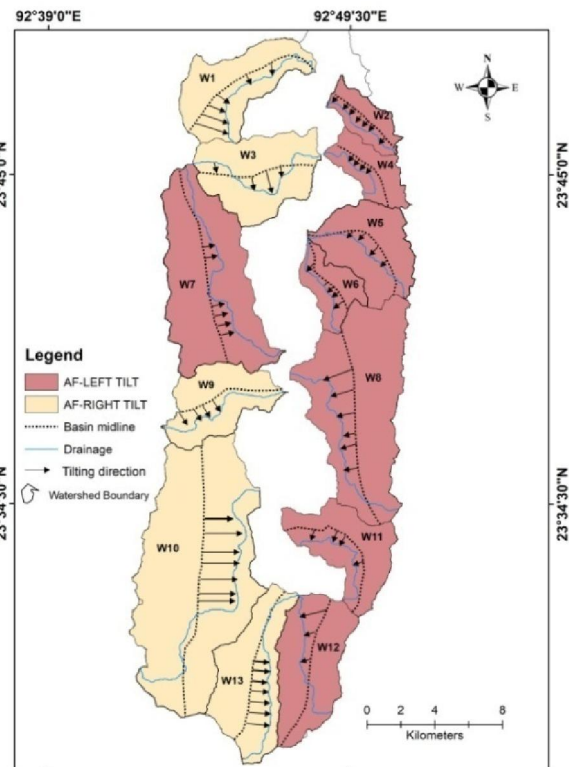 92°39'0"E
92°49'30"E
N
W E
S
W1
W2
W3
W4
23°45'0"N
23°45'0"N
W5
W6
W7
W8
Legend
AF-LEFT TILT
AF-RIGHT TILT
Basin midline
Drainage
Tilting direction
Watershed Boundary
W9
23°34'30"N
23°34'30"N
W10
W11
W12
W13
0 2 4 8
Kilometers